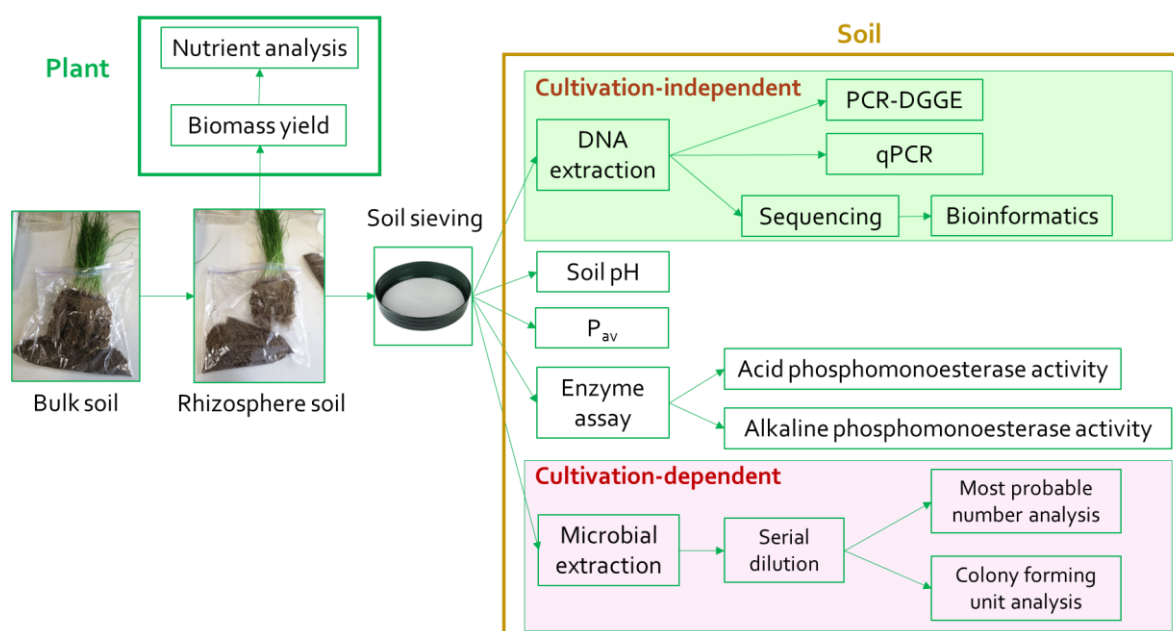 Plant
Nutrient analysis
Biomass yield
Bulk soil
Rhizosphere soil
Soil sieving
Soil
Cultivation-independent
DNA
extraction
PCR-DGGE
qPCR
Sequencing
Bioinformatics
Soil pH
Pav
Enzyme
assay
Acid phosphomonoesterase activity
Alkaline phosphomonoesterase activity
Cultivation-dependent
Microbial
extraction
Serial
dilution
Most probable
number analysis
Colony forming
unit analysis